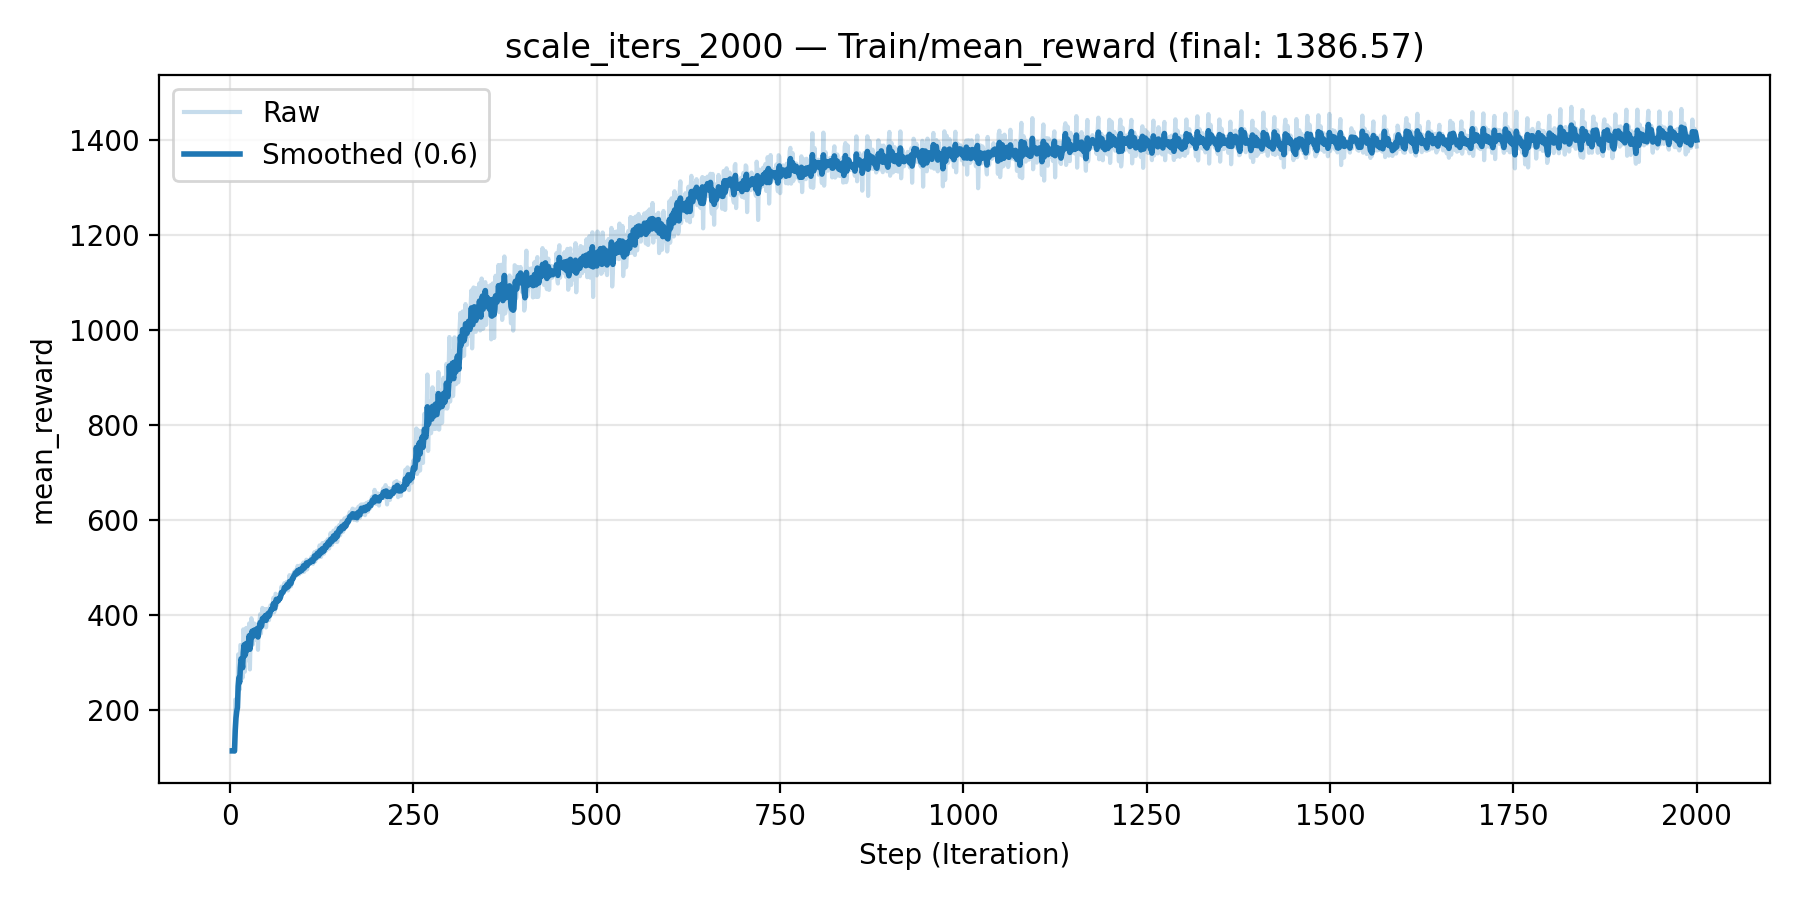 scale_iters_2000 — Train/mean_reward (final: 1386.57)
Raw
Smoothed (0.6)
mean_reward
1400
1200
1000
800
600
400
200
0 250 500 750 1000 1250 1500 1750 2000
Step (Iteration)